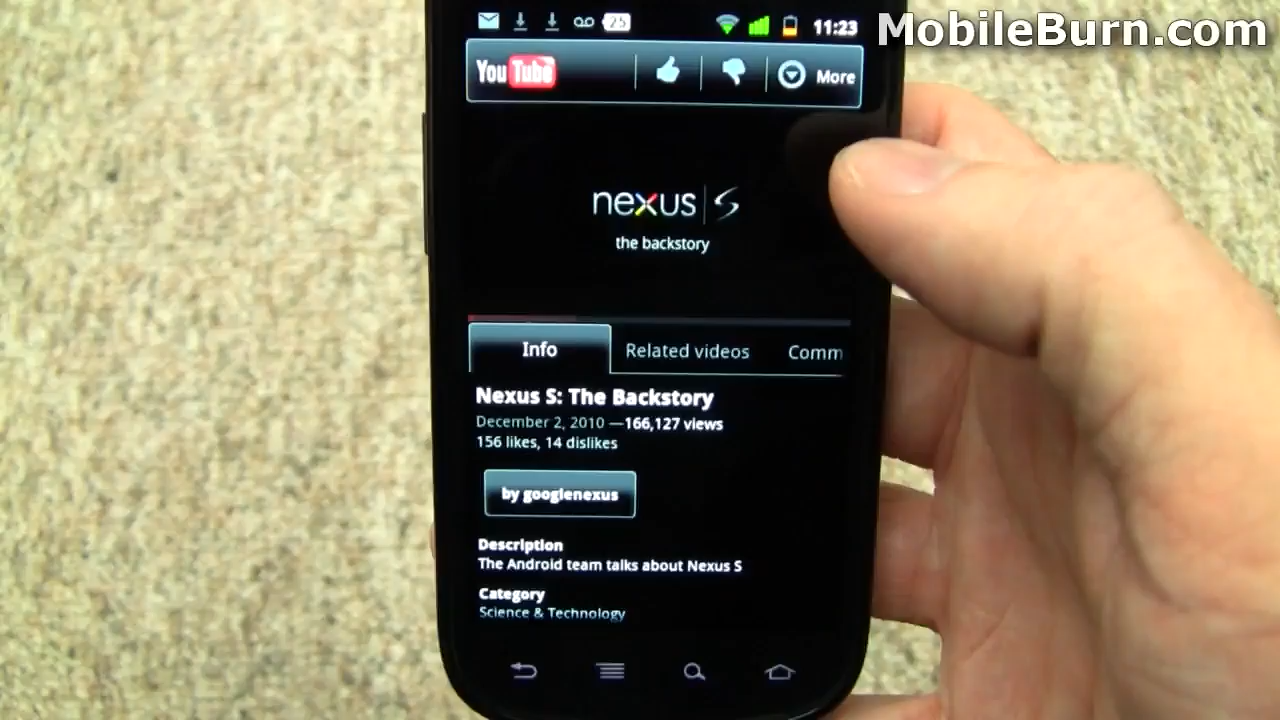 MobileBurn.com
25
11:23
YouTube
More
nexus S
the backstory
Info
Related videos
Comm
Nexus S: The Backstory
December 2, 2010 —166,127 views
156 likes, 14 dislikes
by googlenexus
Description
The Android team talks about Nexus S
Category
Science & Technology